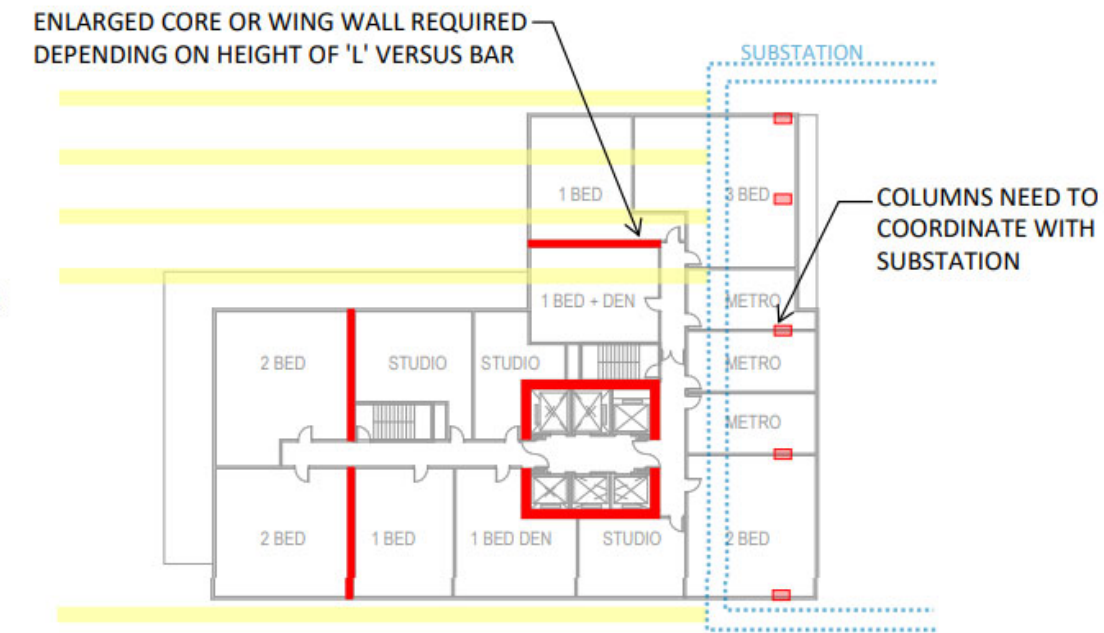 ENLARGED CORE OR WING WALL REQUIRED
DEPENDING ON HEIGHT OF 'L' VERSUS BAR
SUBSTATION
1 BED
3 BED
COLUMNS NEED TO
COORDINATE WITH
SUBSTATION
1 BED + DEN
METRO
2 BED
STUDIO
STUDIO
METRO
METRO
2 BED
1 BED
1 BED DEN
STUDIO
2 BED